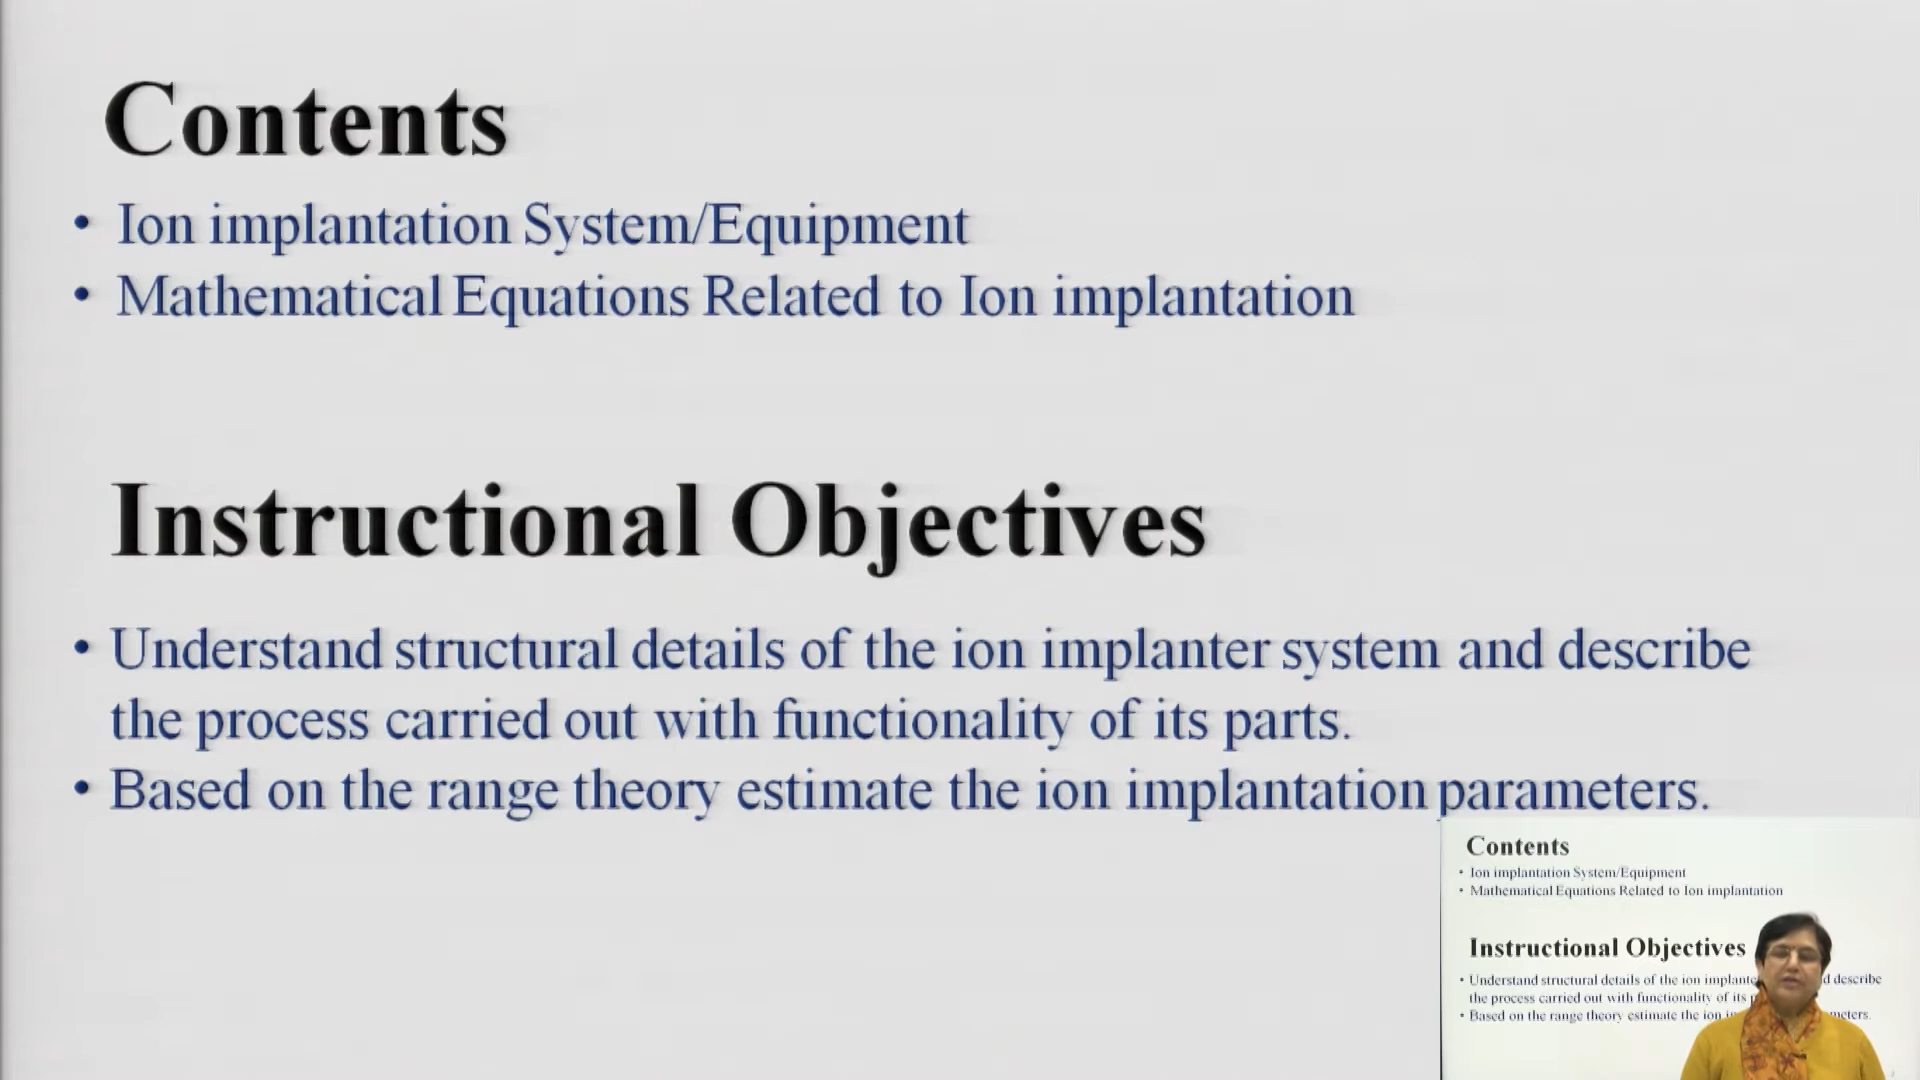 Contents
• Ion implantation System/Equipment
• Mathematical Equations Related to Ion implantation
Instructional Objectives
• Understand structural details of the ion implanter system and describe
the process carried out with functionality of its parts.
• Based on the range theory estimate the ion implantation parameters.
Contents
• Ion implantation System/Equipment
• Mathematical Equations Related to Ion implantation
Instructional Objectives
• Understand structural details of the ion describe
the process carried out with functionality of its
• Based on the range theory estimate the ion